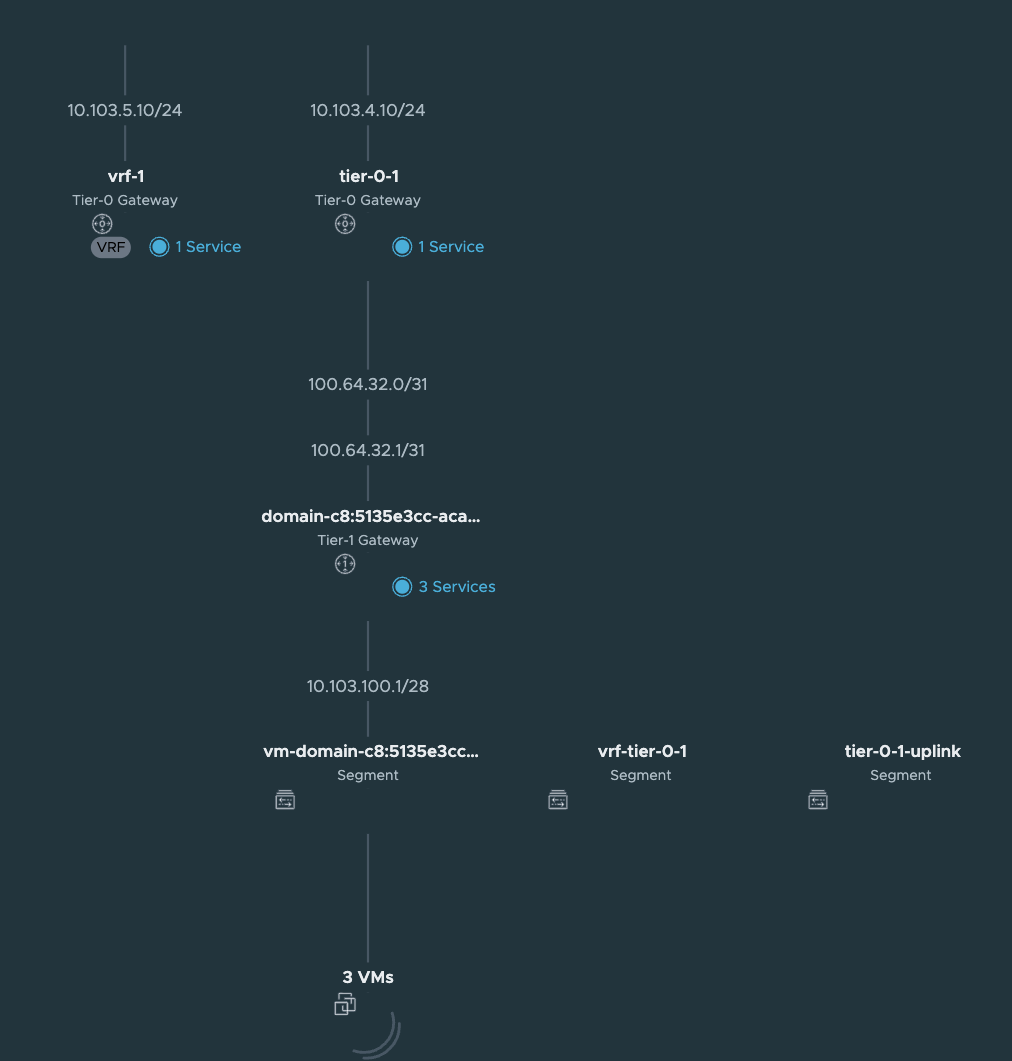 10.103.5.10/24
10.103.4.10/24
vrf-1
tier-0-1
Tier-0 Gateway
Tier-0 Gateway
VRF
1 Service
1 Service
100.64.32.0/31
100.64.32.1/31
domain-c8:5135e3cc-aca...
Tier-1 Gateway
3 Services
10.103.100.1/28
vm-domain-c8:5135e3cc...
vrf-tier-0-1
tier-0-1-uplink
Segment
Segment
Segment
3 VMs